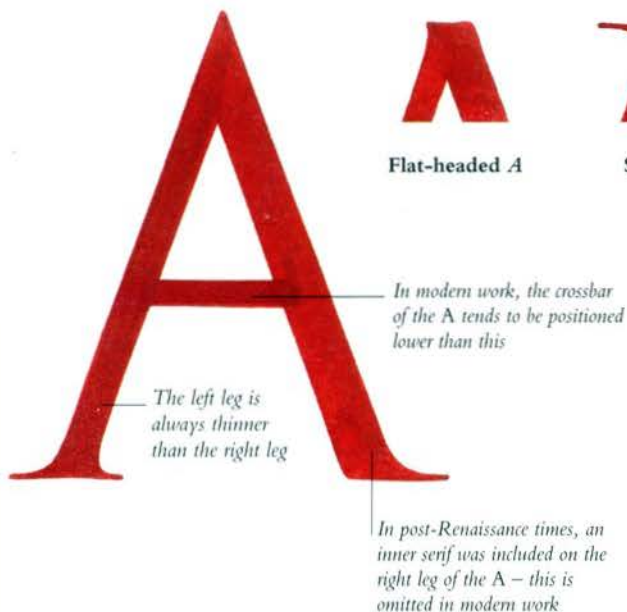 A
Flat-headed A
In modern work, the crossbar
of the A tends to be positioned
lower than this
The left leg is
always thinner
than the right leg
In post-Renaissance times, an
inner serif was included on the
right leg of the A – this is
omitted in modern work